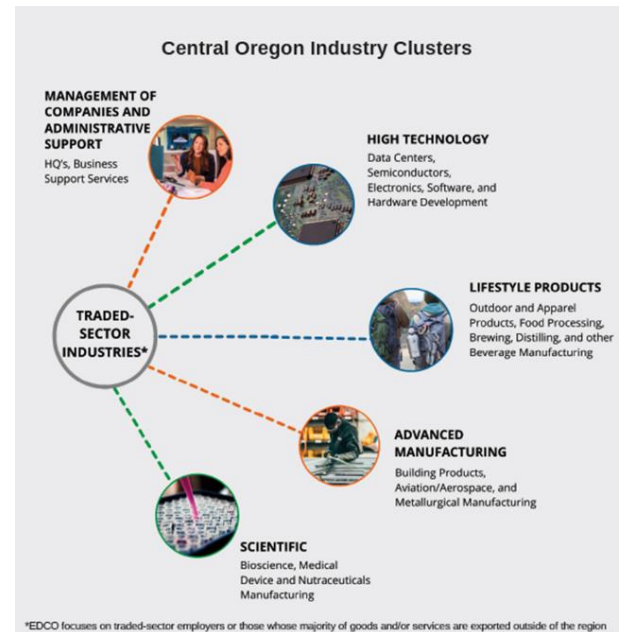 Central Oregon Industry Clusters
MANAGEMENT OF
COMPANIES AND
ADMINISTRATIVE
SUPPORT
HQ's, Business
Support Services
HIGH TECHNOLOGY
Data Centers,
Semiconductors,
Electronics, Software, and
Hardware Development
LIFESTYLE PRODUCTS
Outdoor and Apparel
Products, Food Processing,
Brewing, Distilling, and other
Beverage Manufacturing
TRADED-
SECTOR
INDUSTRIES*
ADVANCED
MANUFACTURING
Building Products,
Aviation/Aerospace, and
Metallurgical Manufacturing
SCIENTIFIC
Bioscience, Medical
Device and Nutraceuticals
Manufacturing
*EDCO focuses on traded-sector employers or those whose majority of goods and/or services are exported outside of the region